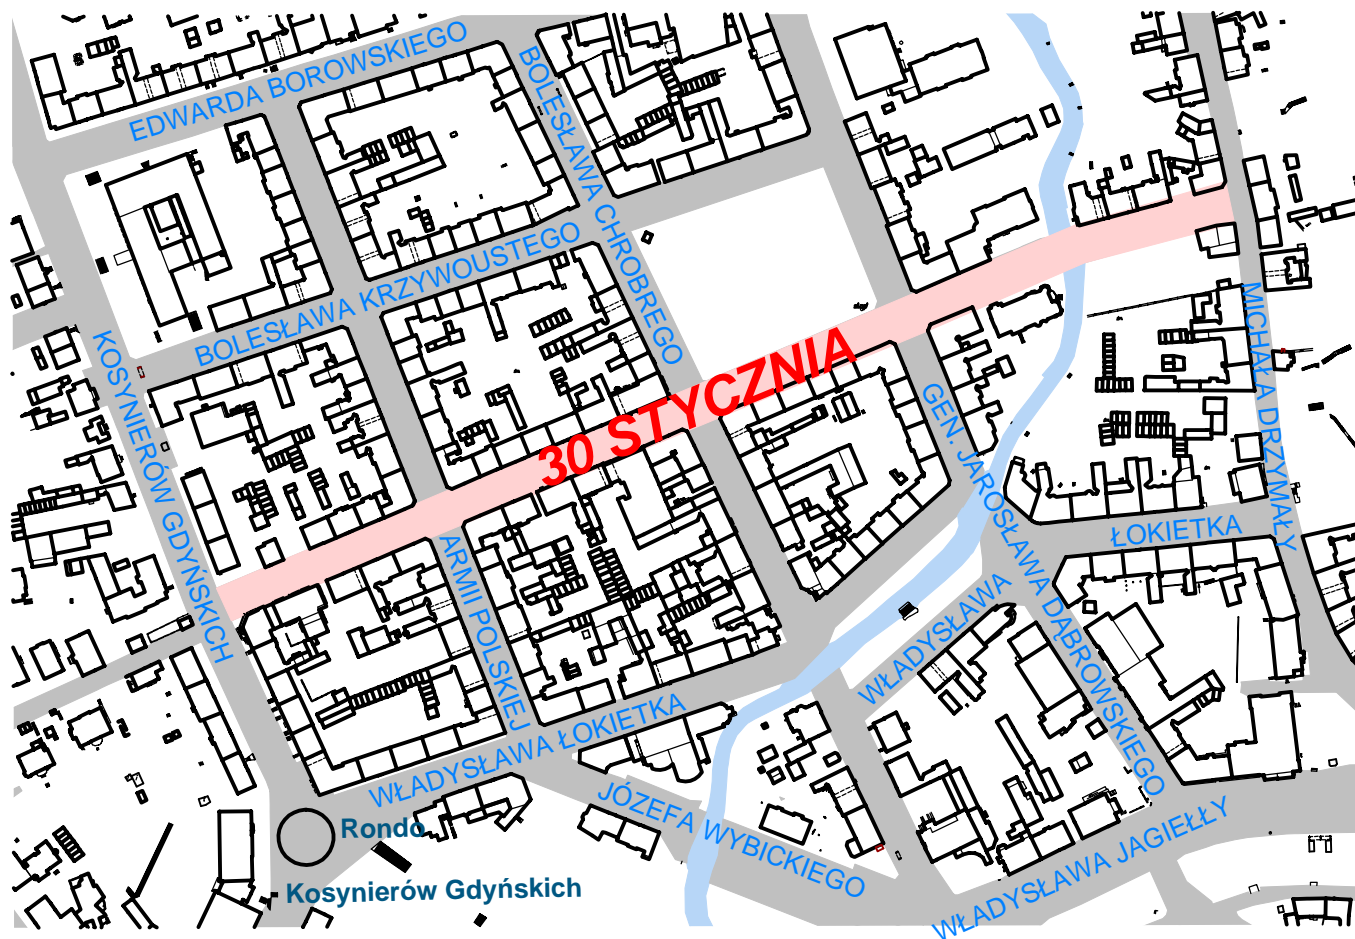 EDWARDA BOROWSKIEGO
BOLESŁAWA CHROBREGO
BOLESŁAWA KRZYWOUSTEGO
KOSYNIERÓW GDYŃSKICH
MICHAŁA DRZYMAŁY
30 STYCZNIA
GEN. JAROSŁAWA DĄBROWSKIEGO
ARMII POLSKIEJ
ŁOKIETKA
WŁADYSŁAWA
WŁADYSŁAWA ŁOKIETKA
JÓZEFA WYBICKIEGO
WŁADYSŁAWA JAGIEŁŁY
Rondo
Kosynierów Gdyńskich